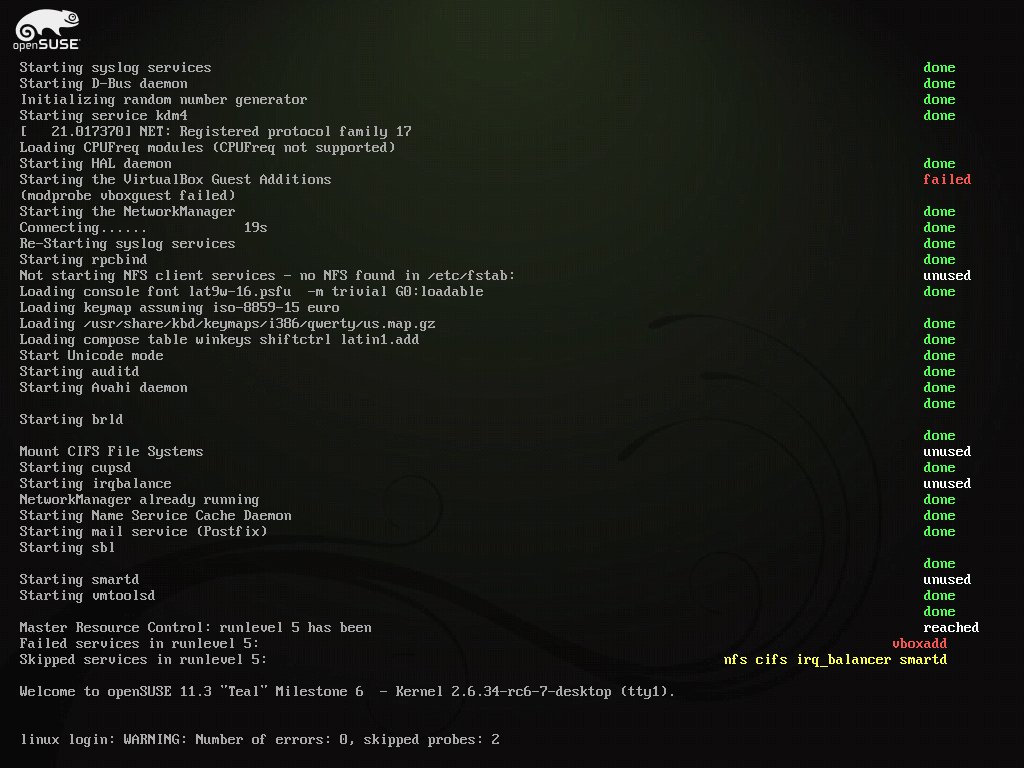 openSUSE
Starting syslog services done
Starting D-Bus daemon done
Initializing random number generator done
Starting service kdm4 done
[   21.017370] NET: Registered protocol family 17
Loading CPUFreq modules (CPUFreq not supported)
Starting HAL daemon done
Starting the VirtualBox Guest Additions failed
(modprobe vboxguest failed)
Starting the NetworkManager done
Connecting...... 19s done
Re-Starting syslog services done
Starting rpcbind done
Not starting NFS client services - no NFS found in /etc/fstab: unused
Loading console font lat9w-16.psfu  -m trivial G0:loadable done
Loading keymap assuming iso-8859-15 euro
Loading /usr/share/kbd/keymaps/i386/qwerty/us.map.gz done
Loading compose table winkeys shiftctrl latin1.add done
Start Unicode mode done
Starting auditd done
Starting Avahi daemon done
done
Starting brld
done
Mount CIFS File Systems unused
Starting cupsd done
Starting irqbalance unused
NetworkManager already running done
Starting Name Service Cache Daemon done
Starting mail service (Postfix) done
Starting sbl
done
Starting smartd unused
Starting vmtoolsd done
done
Master Resource Control: runlevel 5 has been reached
Failed services in runlevel 5: vboxadd
Skipped services in runlevel 5: nfs cifs irq_balancer smartd
Welcome to openSUSE 11.3 "Teal" Milestone 6  - Kernel 2.6.34-rc6-7-desktop (tty1).
linux login: WARNING: Number of errors: 0, skipped probes: 2